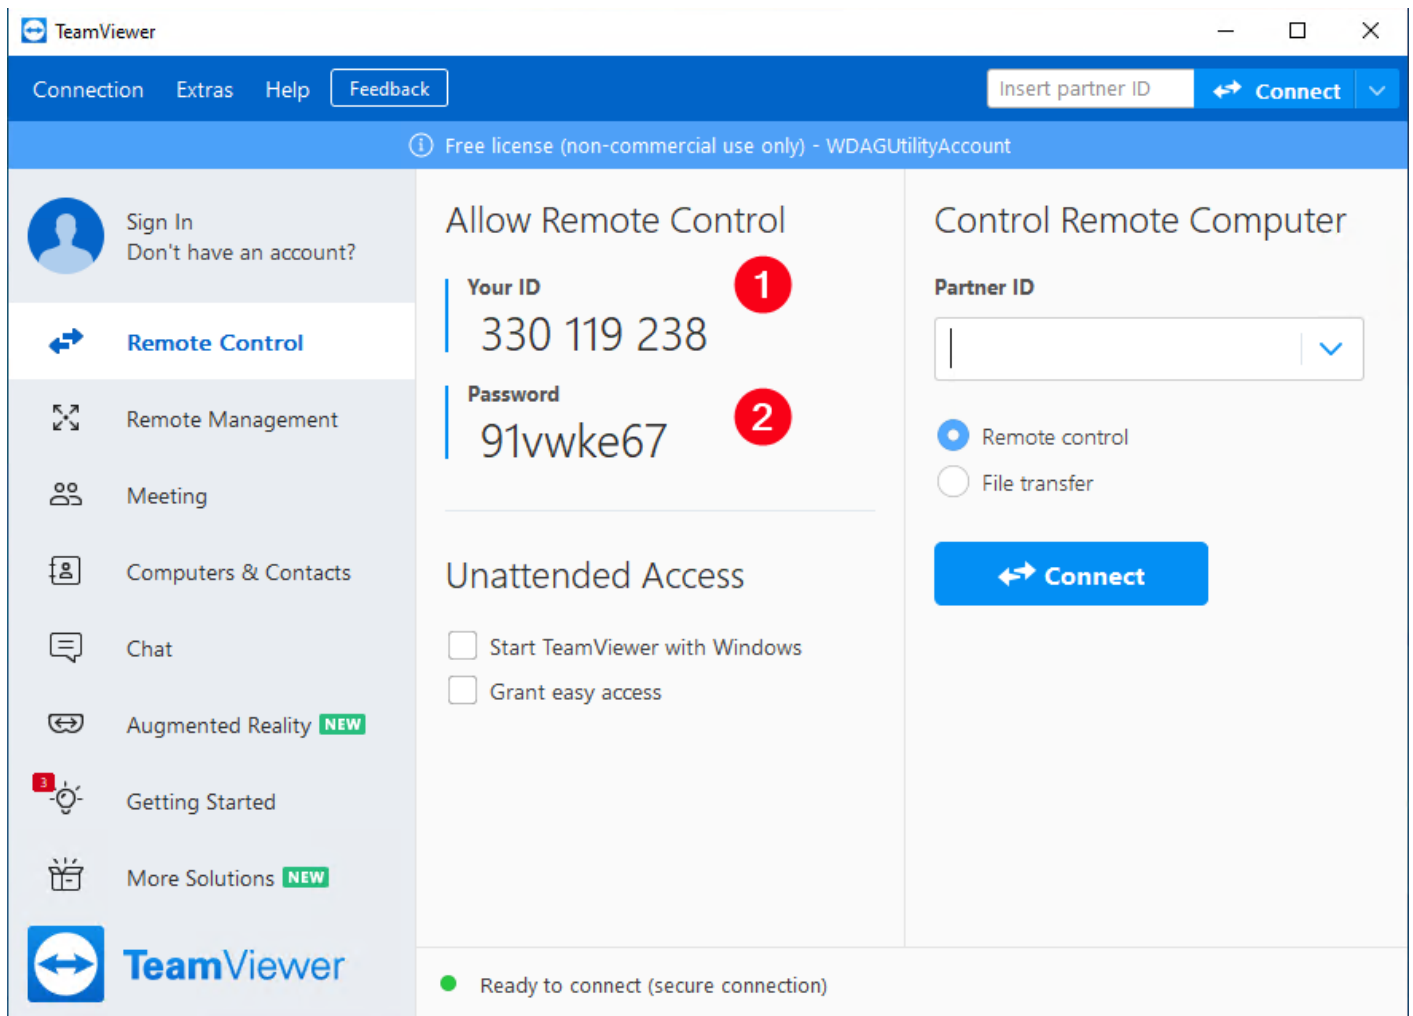 TeamViewer
Connection Extras Help Feedback
Insert partner ID Connect
Free license (non-commercial use only) - WDAGUtilityAccount
Sign In
Don't have an account?
Remote Control
Remote Management
Meeting
Computers & Contacts
Chat
Augmented Reality NEW
3
Getting Started
More Solutions NEW
TeamViewer
Allow Remote Control
Your ID
1
330 119 238
Password
2
91vwke67
Unattended Access
Start TeamViewer with Windows
Grant easy access
Control Remote Computer
Partner ID
Remote control
File transfer
Connect
Ready to connect (secure connection)